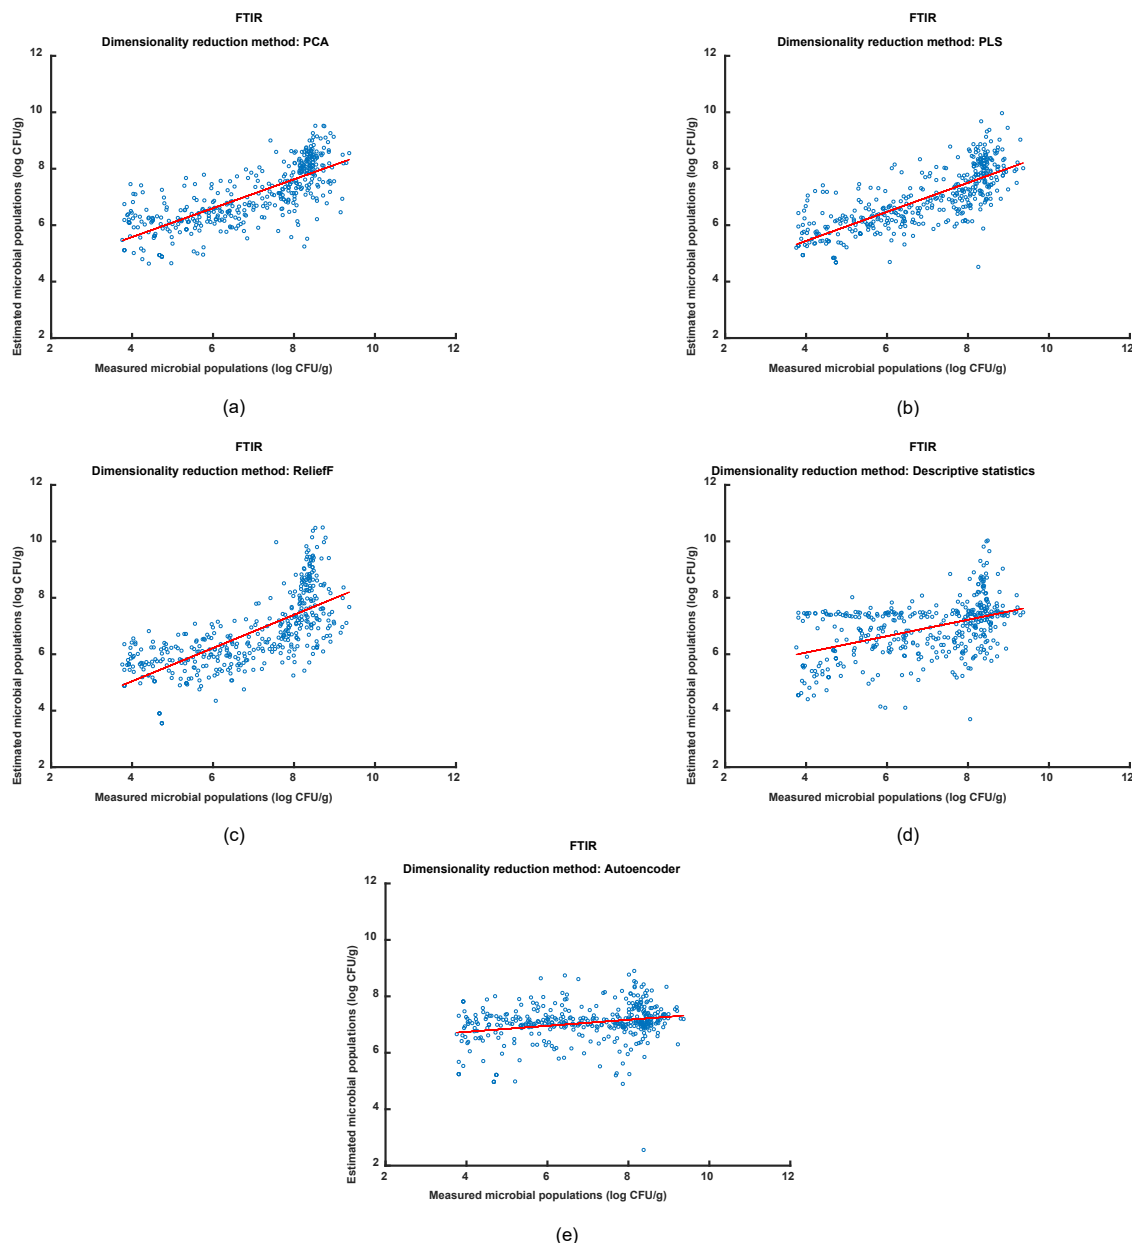 FTIR
Dimensionality reduction method: PCA
12
10
8
6
4
2
2 4 6 8 10 12
Estimated microbial populations (log CFU/g)
Measured microbial populations (log CFU/g)
(a)
FTIR
Dimensionality reduction method: PLS
12
10
8
6
4
2
2 4 6 8 10 12
Estimated microbial populations (log CFU/g)
Measured microbial populations (log CFU/g)
(b)
FTIR
Dimensionality reduction method: ReliefF
12
10
8
6
4
2
2 4 6 8 10 12
Estimated microbial populations (log CFU/g)
Measured microbial populations (log CFU/g)
(c)
FTIR
Dimensionality reduction method: Descriptive statistics
12
10
8
6
4
2
2 4 6 8 10 12
Estimated microbial populations (log CFU/g)
Measured microbial populations (log CFU/g)
(d)
FTIR
Dimensionality reduction method: Autoencoder
12
10
8
6
4
2
2 4 6 8 10 12
Estimated microbial populations (log CFU/g)
Measured microbial populations (log CFU/g)
(e)